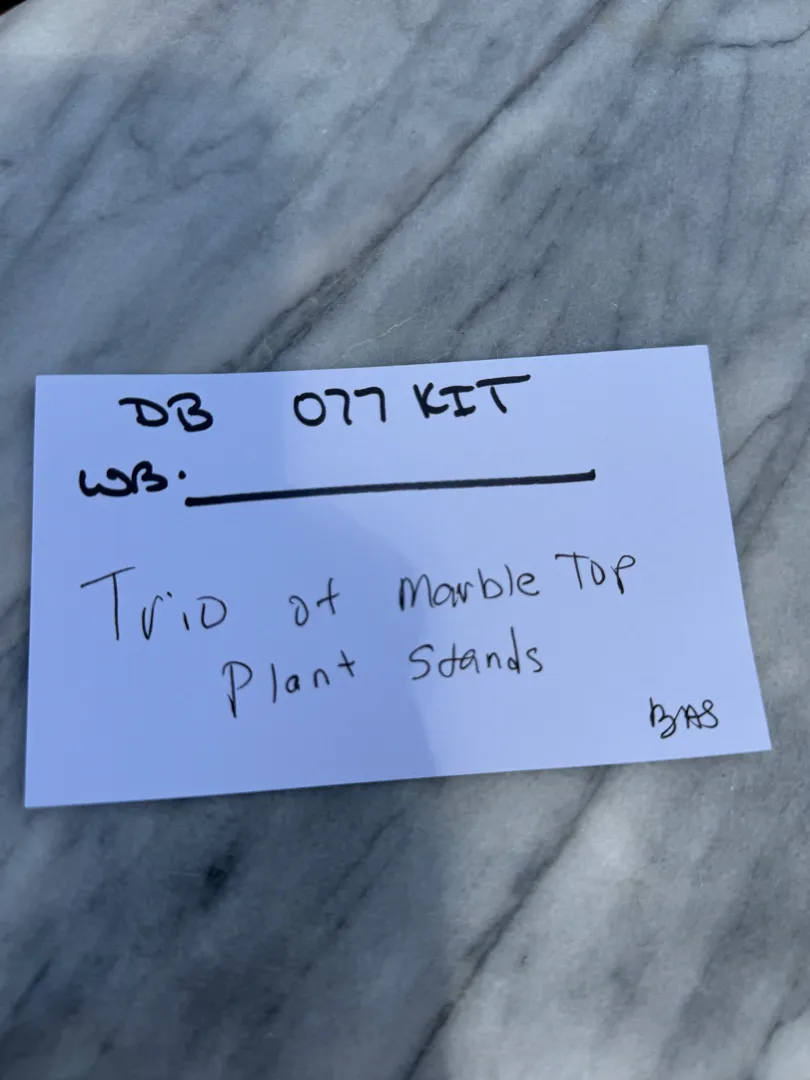 DB 077 KIT
WB.
Trio of Marble Top
Plant Stands
BAS